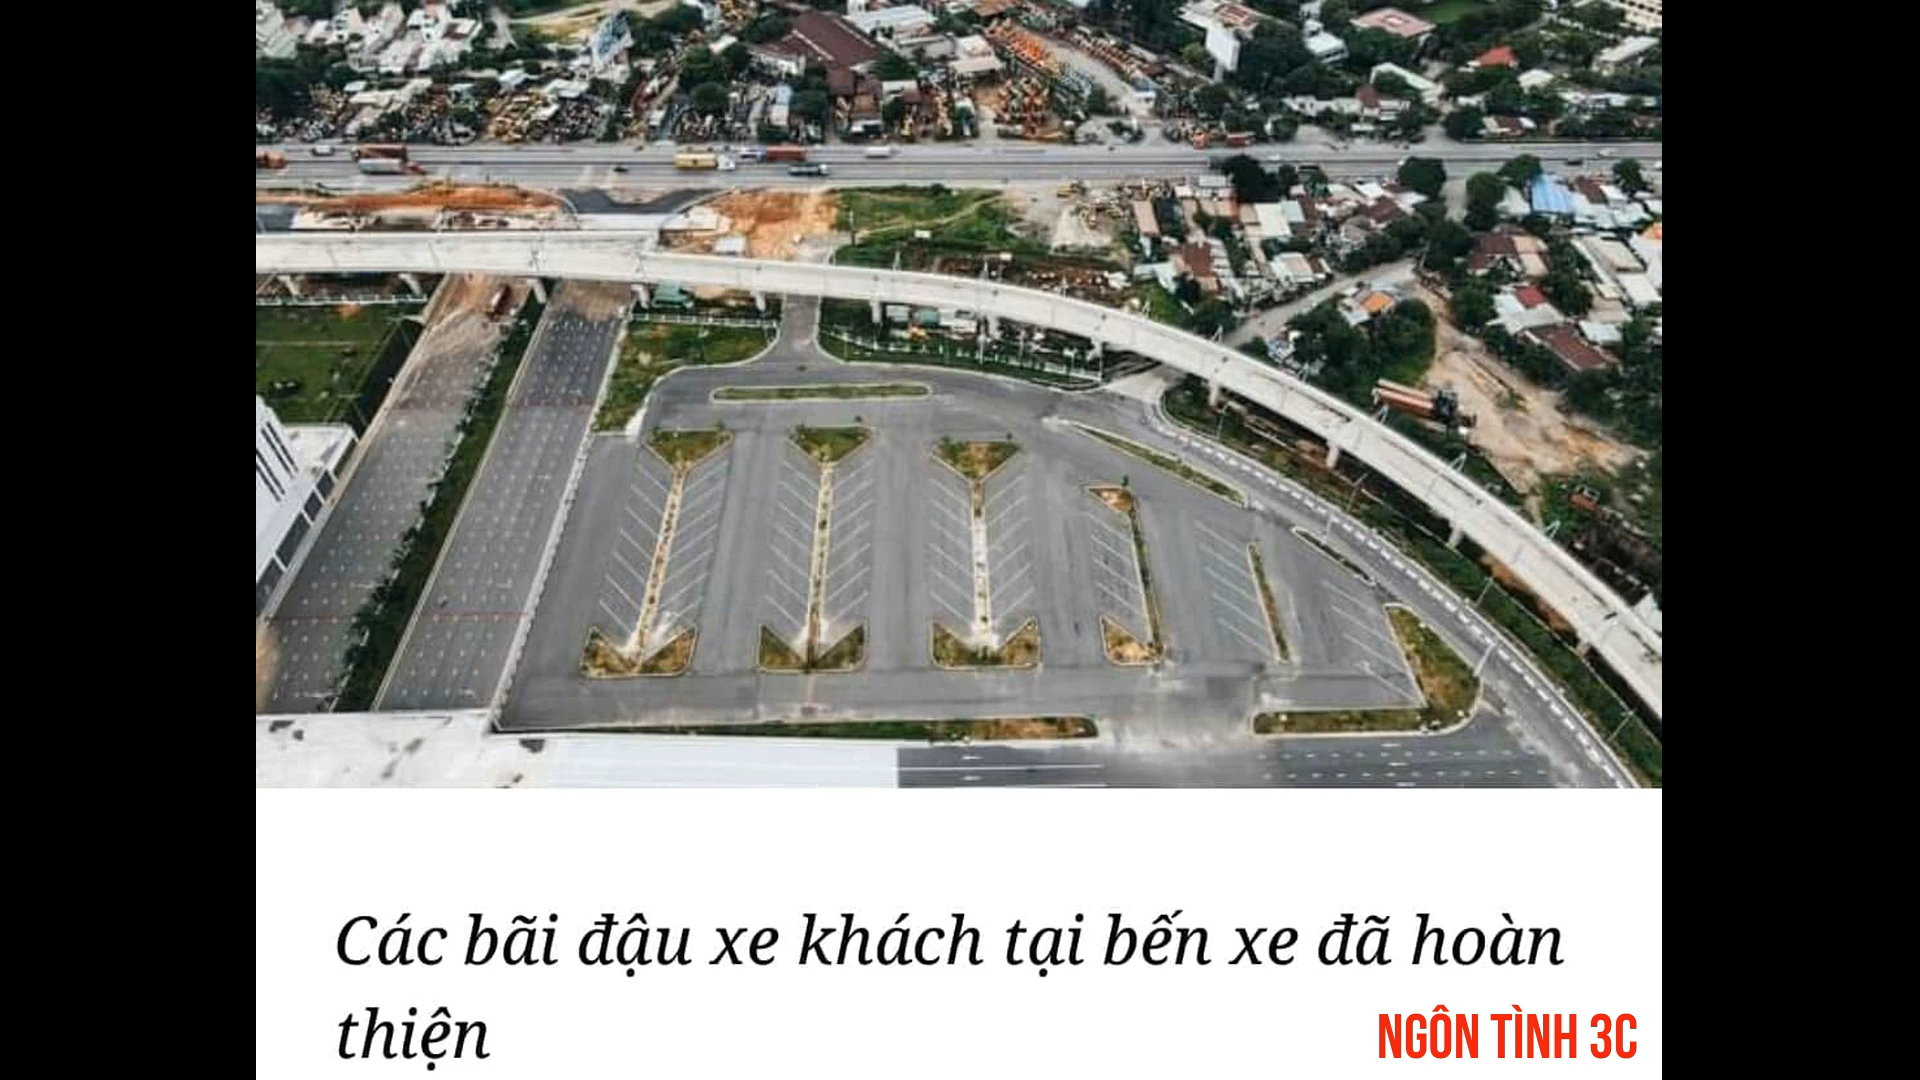 Các bãi đậu xe khách tại bến xe đã hoàn
thiện
NGÔN TÌNH 3C